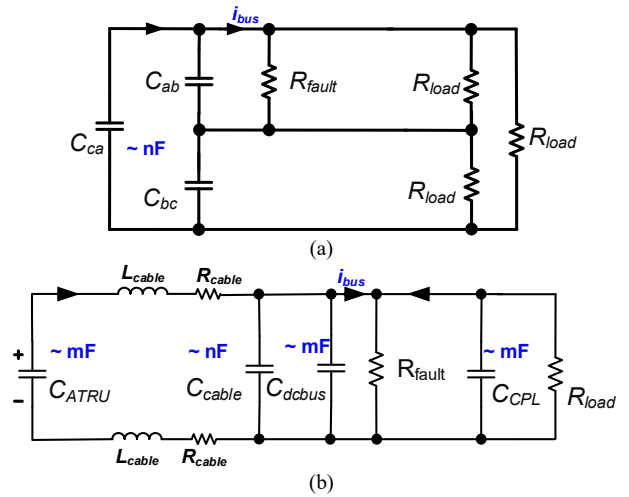 i_bus
C_ab
R_fault
R_load
C_ca
~ nF
R_load
C_bc
R_load
(a)
L_cable
R_cable
i_bus
+
~ mF
~ nF
~ mF
~ mF
C_ATRU
C_cable
C_dcbus
R_fault
C_CPL
R_load
-
L_cable
R_cable
(b)